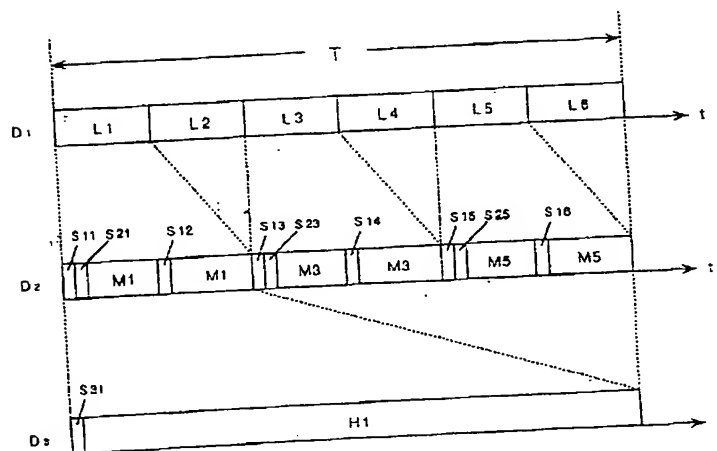 T
D1 L1 L2 L3 L4 L5 L6 t
S11 S21 S12 S13 S23 S14 S15 S25 S16
D2 M1 M1 M3 M3 M5 M5 t
S31
D3 H1